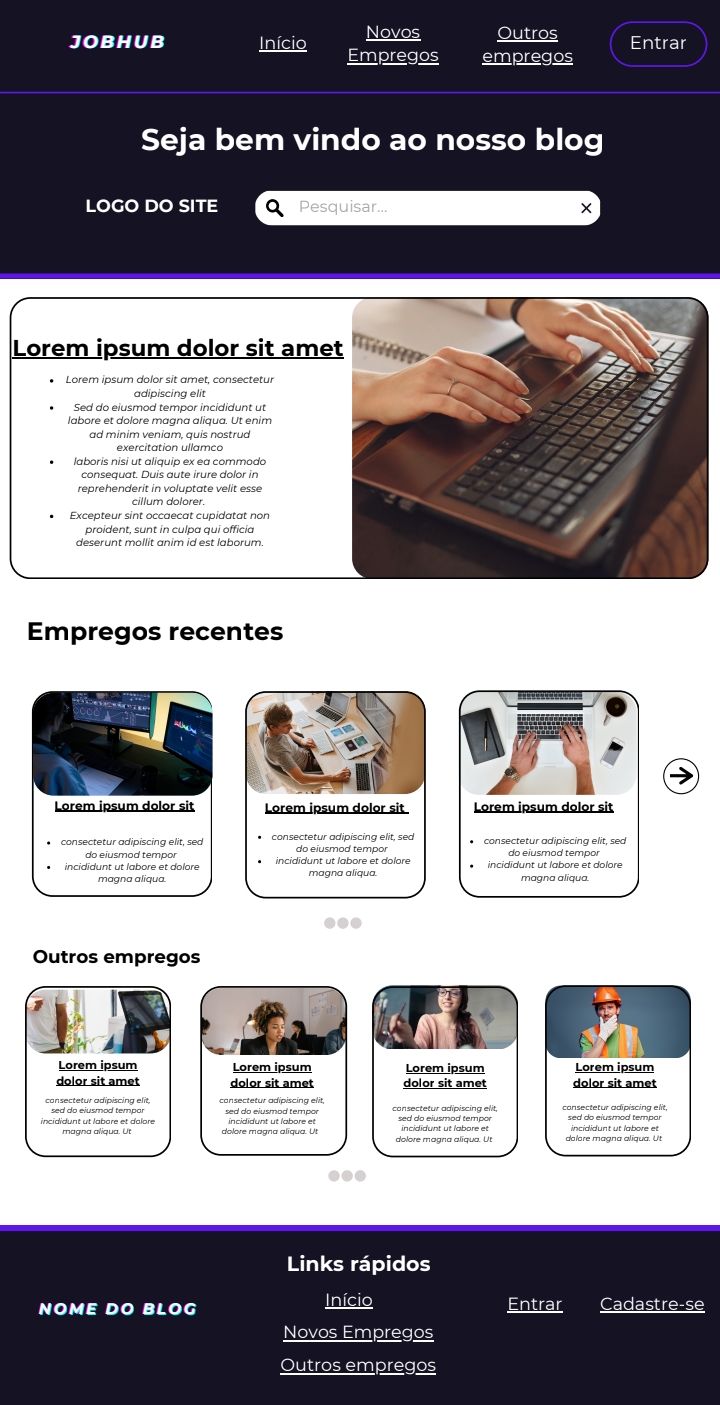 JOBHUB
Início
Novos
Empregos
Outros
empregos
Entrar
Seja bem vindo ao nosso blog
LOGO DO SITE
Pesquisar...
Lorem ipsum dolor sit amet
• Lorem ipsum dolor sit amet, consectetur
adipiscing elit
• Sed do eiusmod tempor incididunt ut
labore et dolore magna aliqua. Ut enim
ad minim veniam, quis nostrud
exercitation ullamco
• laboris nisi ut aliquip ex ea commodo
consequat. Duis aute irure dolor in
reprehenderit in voluptate velit esse
cillum dolorer.
• Excepteur sint occaecat cupidatat non
proident, sunt in culpa qui officia
deserunt mollit anim id est laborum.
Empregos recentes
Lorem ipsum dolor sit
• consectetur adipiscing elit, sed
do eiusmod tempor
• incididunt ut labore et dolore
magna aliqua.
Lorem ipsum dolor sit
• consectetur adipiscing elit, sed
do eiusmod tempor
• incididunt ut labore et dolore
magna aliqua.
Lorem ipsum dolor sit
• consectetur adipiscing elit, sed
do eiusmod tempor
• incididunt ut labore et dolore
magna aliqua.
Outros empregos
Lorem ipsum
dolor sit amet
consectetur adipiscing elit,
sed do eiusmod tempor
incididunt ut labore et dolore
magna aliqua. Ut
Lorem ipsum
dolor sit amet
consectetur adipiscing elit,
sed do eiusmod tempor
incididunt ut labore et
dolore magna aliqua. Ut
Lorem ipsum
dolor sit amet
consectetur adipiscing elit,
sed do eiusmod tempor
incididunt ut labore et
dolore magna aliqua. Ut
Lorem ipsum
dolor sit amet
consectetur adipiscing elit,
sed do eiusmod tempor
incididunt ut labore et
dolore magna aliqua. Ut
Links rápidos
NOME DO BLOG
Início
Novos Empregos
Outros empregos
Entrar
Cadastre-se